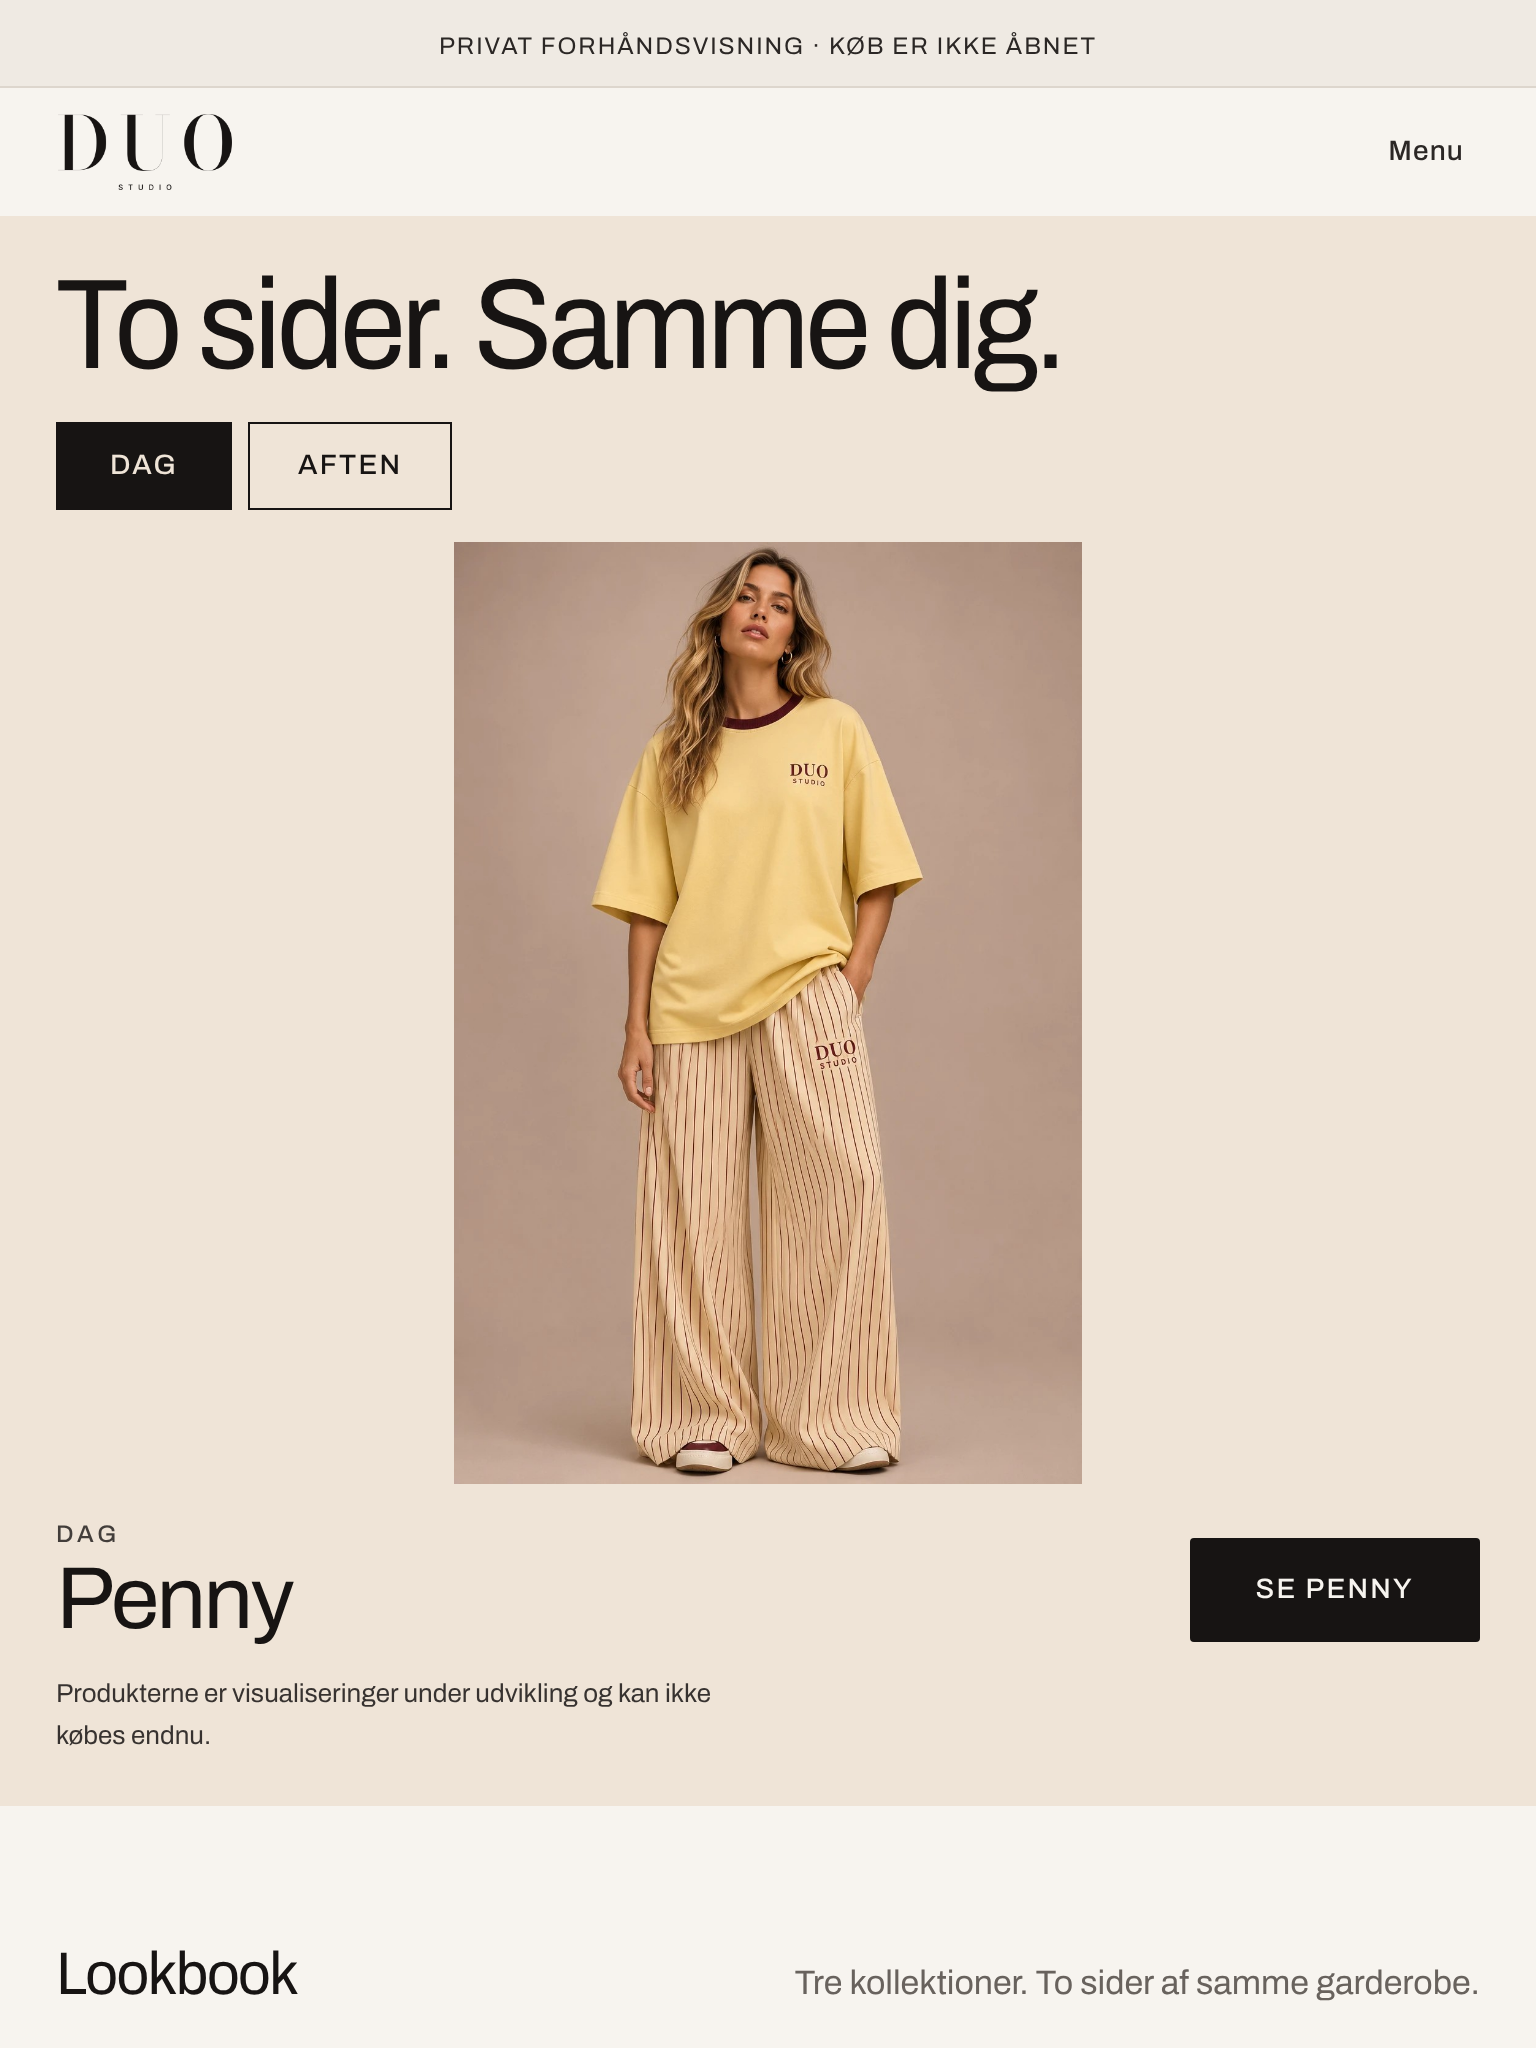 PRIVAT FORHÅNDSVISNING · KØB ER IKKE ÅBNET
DUO
STUDIO
Menu
To sider. Samme dig.
DAG
AFTEN
DUO
STUDIO
DUO
STUDIO
DAG
Penny
SE PENNY
Produkterne er visualiseringer under udvikling og kan ikke
købes endnu.
Lookbook
Tre kollektioner. To sider af samme garderobe.